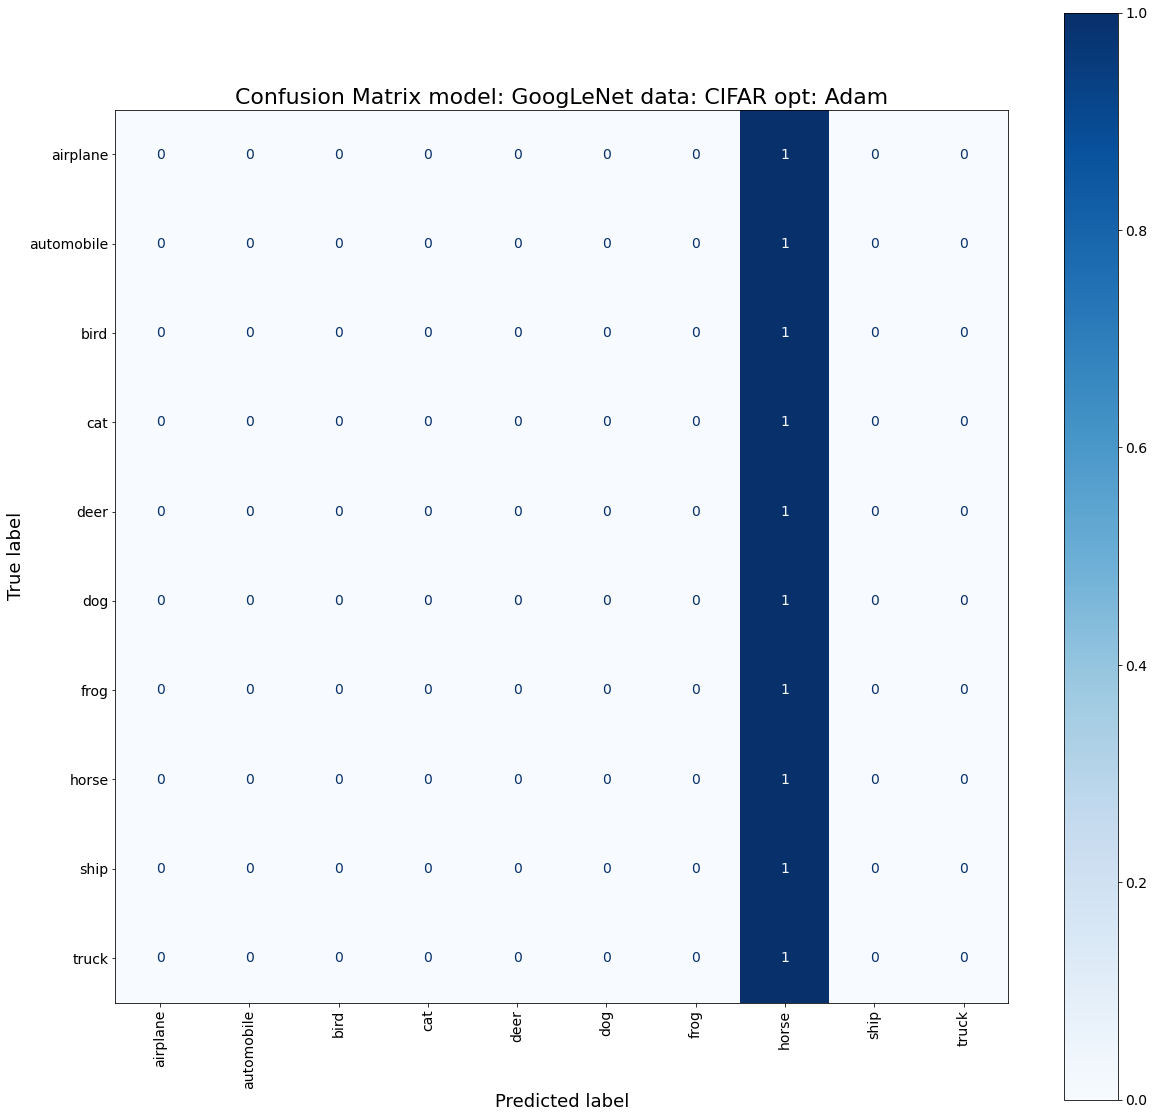 Confusion Matrix model: GoogLeNet data: CIFAR opt: Adam
1.0
0.8
0.6
0.4
0.2
0.0
True label
airplane 0 0 0 0 0 0 0 1 0 0
automobile 0 0 0 0 0 0 0 1 0 0
bird 0 0 0 0 0 0 0 1 0 0
cat 0 0 0 0 0 0 0 1 0 0
deer 0 0 0 0 0 0 0 1 0 0
dog 0 0 0 0 0 0 0 1 0 0
frog 0 0 0 0 0 0 0 1 0 0
horse 0 0 0 0 0 0 0 1 0 0
ship 0 0 0 0 0 0 0 1 0 0
truck 0 0 0 0 0 0 0 1 0 0
airplane automobile bird cat deer dog frog horse ship truck
Predicted label